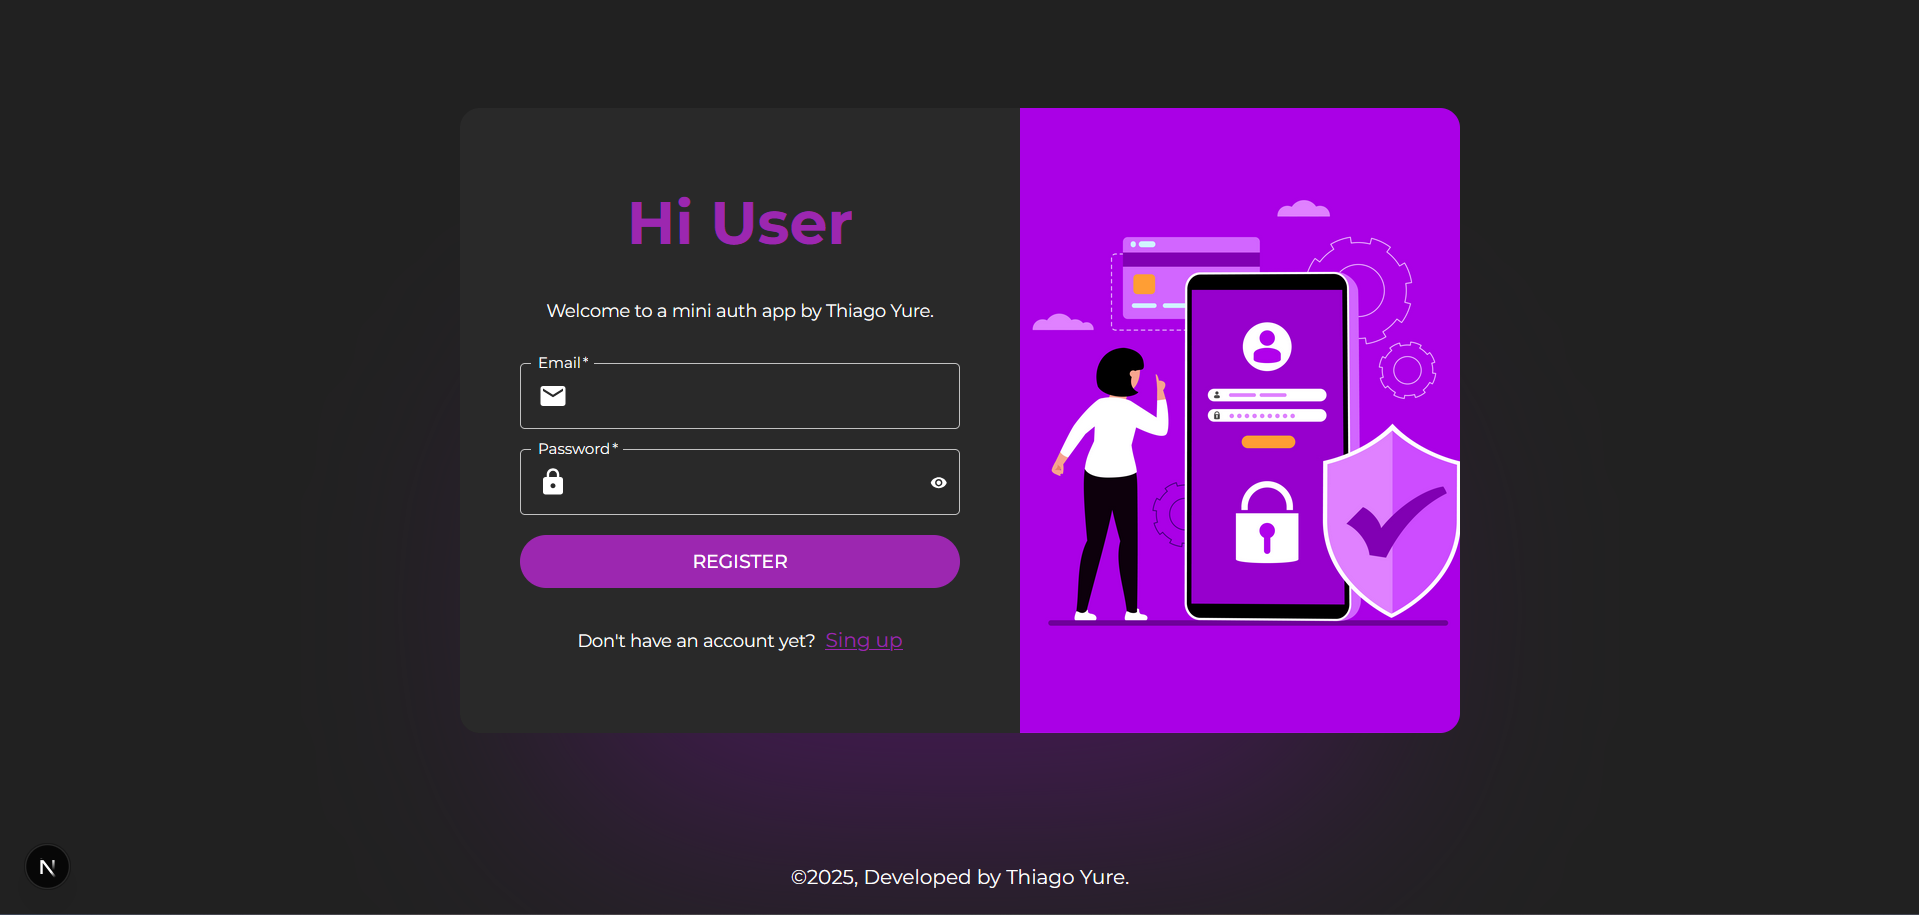 Hi User
Welcome to a mini auth app by Thiago Yure.
Email *
Password *
REGISTER
Don't have an account yet? Sing up
N
©2025, Developed by Thiago Yure.